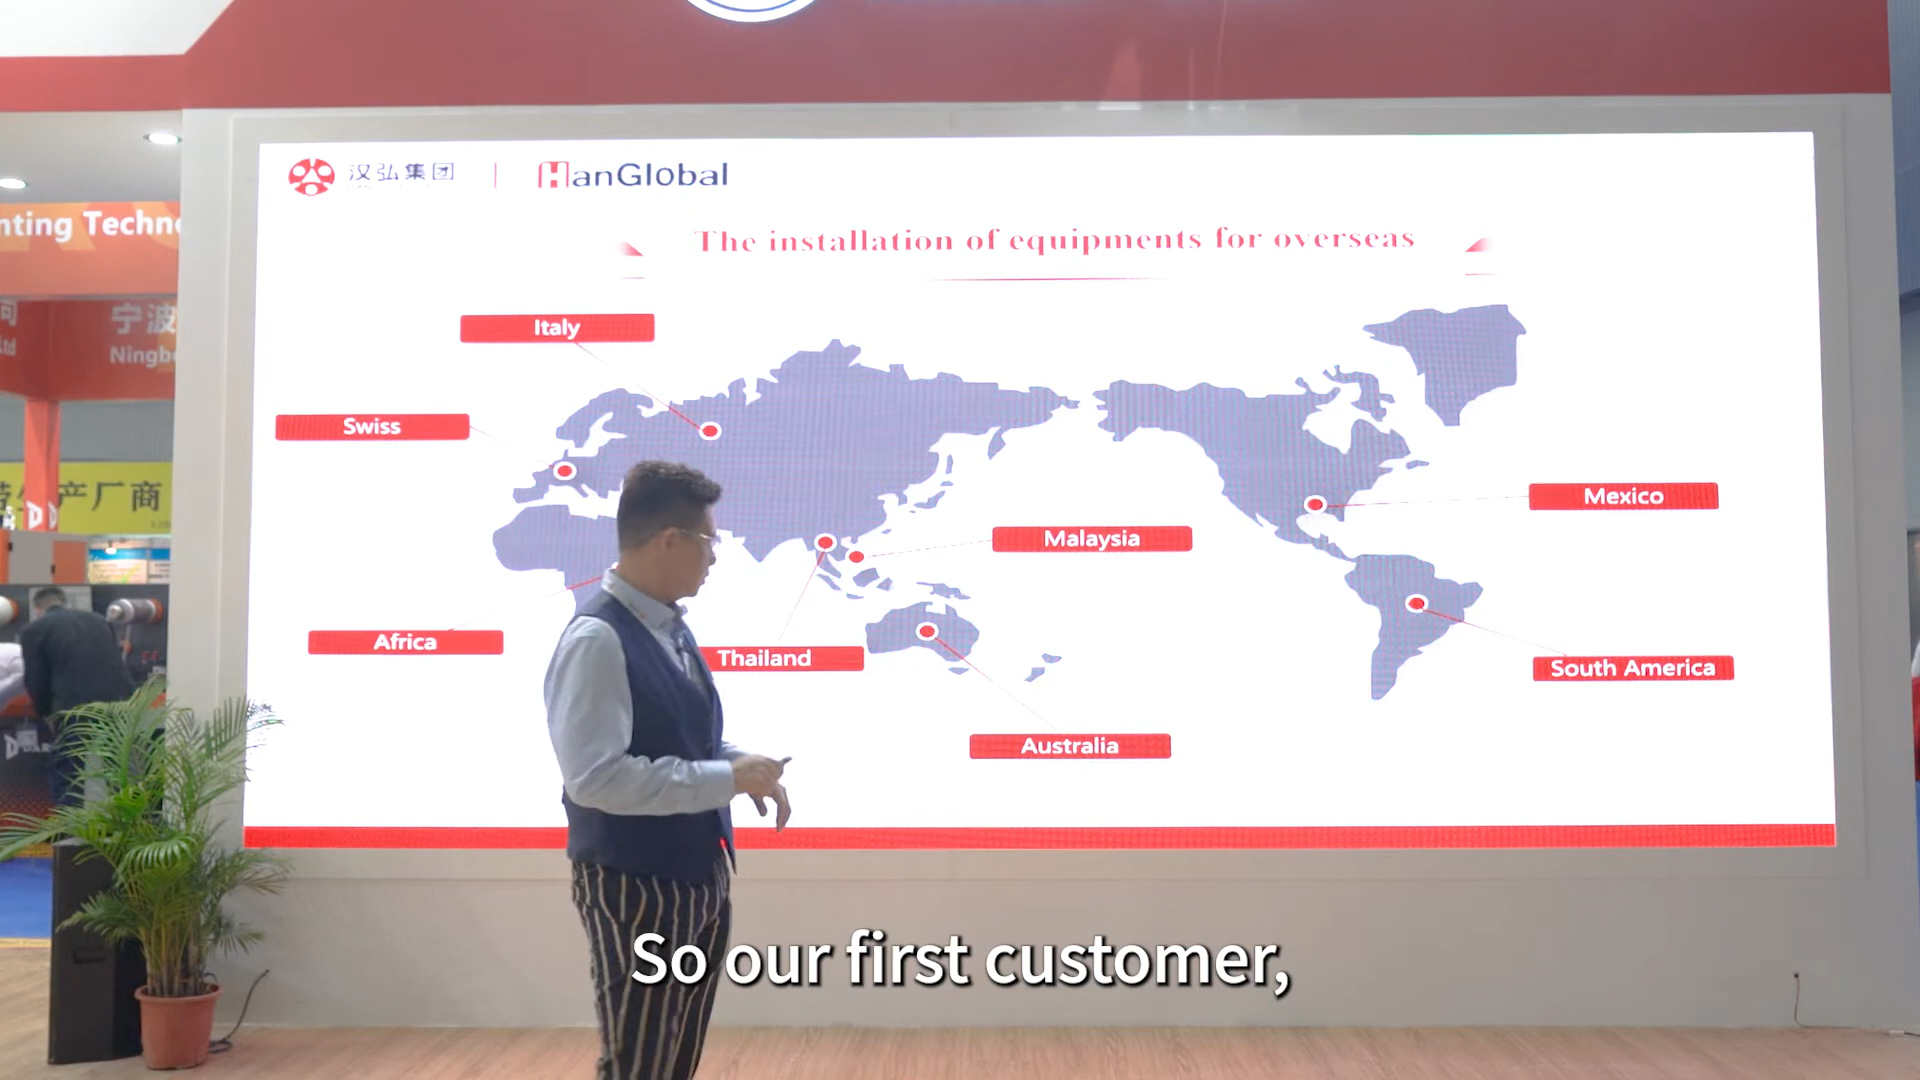 汉弘集团
HanGlobal
The installation of equipments for overseas
nting Techn
宁波
Ningb
Ltd
产厂商
Italy
Swiss
Mexico
Malaysia
Africa
Thailand
South America
Australia
So our first customer,